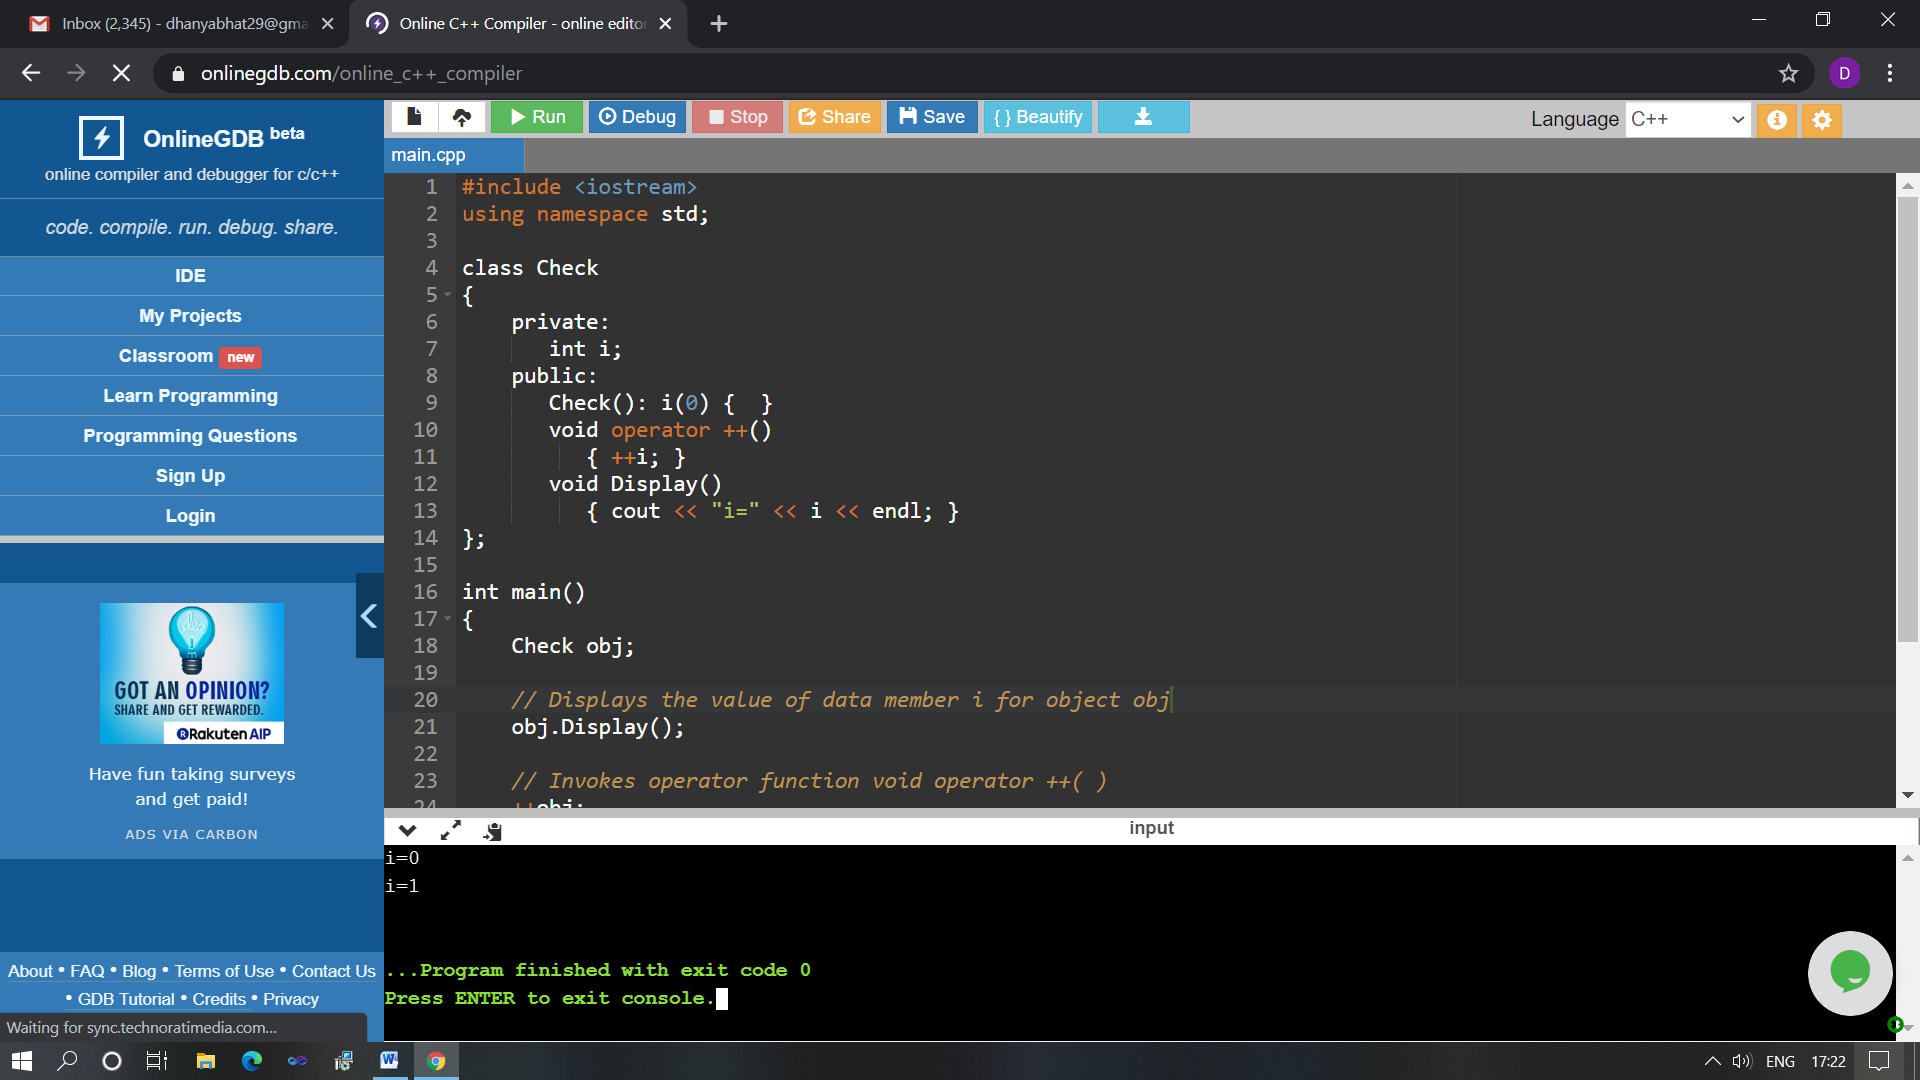 Inbox (2,345) - dhanyabhat29@gma
Online C++ Compiler - online edito
onlinegdb.com/online_c++_compiler
D
OnlineGDB beta
online compiler and debugger for c/c++
code. compile. run. debug. share.
IDE
My Projects
Classroom new
Learn Programming
Programming Questions
Sign Up
Login
idea
GOT AN OPINION?
SHARE AND GET REWARDED.
Rakuten AIP
Have fun taking surveys
and get paid!
ADS VIA CARBON
About • FAQ • Blog • Terms of Use • Contact Us
• GDB Tutorial • Credits • Privacy
Waiting for sync.technoratimedia.com...
Run
Debug
Stop
Share
Save
{ } Beautify
Language C++
main.cpp
1 #include <iostream>
2 using namespace std;
3
4 class Check
5 {
6     private:
7        int i;
8     public:
9        Check(): i(0) {  }
10        void operator ++()
11           { ++i; }
12        void Display()
13           { cout << "i=" << i << endl; }
14 };
15
16 int main()
17 {
18     Check obj;
19
20     // Displays the value of data member i for object obj
21     obj.Display();
22
23     // Invokes operator function void operator ++( )
24     ++obj;
input
i=0
i=1
...Program finished with exit code 0
Press ENTER to exit console.
ENG
17:22